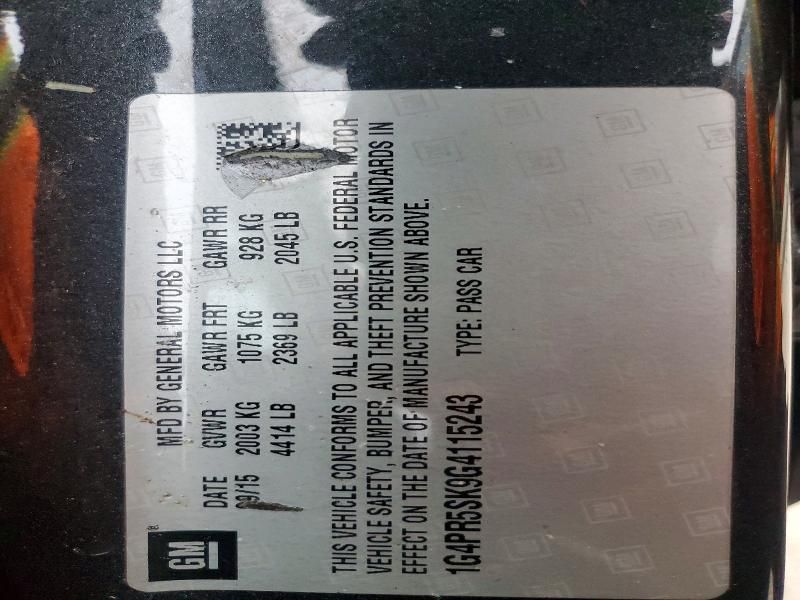 GM
MFD BY GENERAL MOTORS LLC
DATE GVWR GAWR FRT GAWR RR
09/15 2003 KG 1075 KG 928 KG
4414 LB 2369 LB 2045 LB
THIS VEHICLE CONFORMS TO ALL APPLICABLE U.S. FEDERAL MOTOR
VEHICLE SAFETY, BUMPER, AND THEFT PREVENTION STANDARDS IN
EFFECT ON THE DATE OF MANUFACTURE SHOWN ABOVE.
1G4PR5SK9G4115243 TYPE: PASS CAR